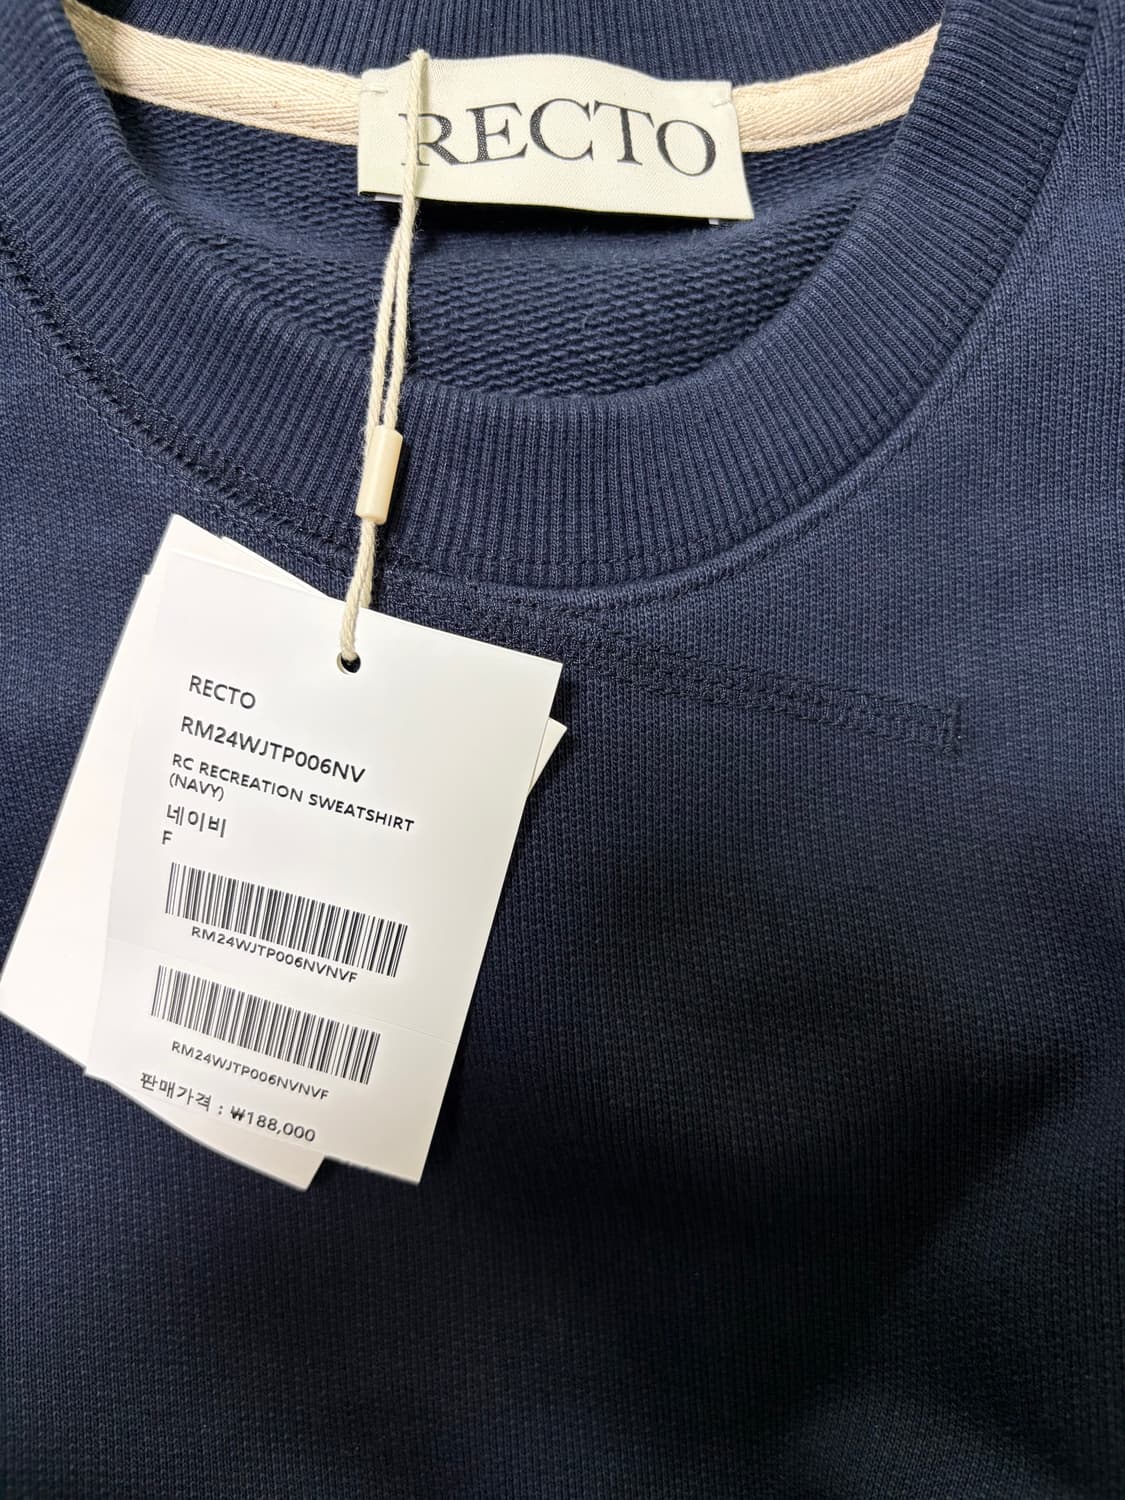 RECTO
RECTO
RM24WJTP006NV
RC RECREATION SWEATSHIRT
(NAVY)
네이비
F
RM24WJTP006NVNVF
RM24WJTP006NVNVF
판매가격 : ₩188,000